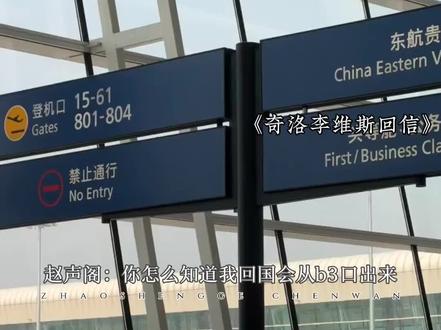 登机口 15-61
Gates 801-804
禁止通行
No Entry
东航贵
China Eastern V
《奇洛李维斯回信》
务
First/Business Cla
赵声阁：你怎么知道我回国会从b3口出来
ZHAOSHENGGE CHENWAN